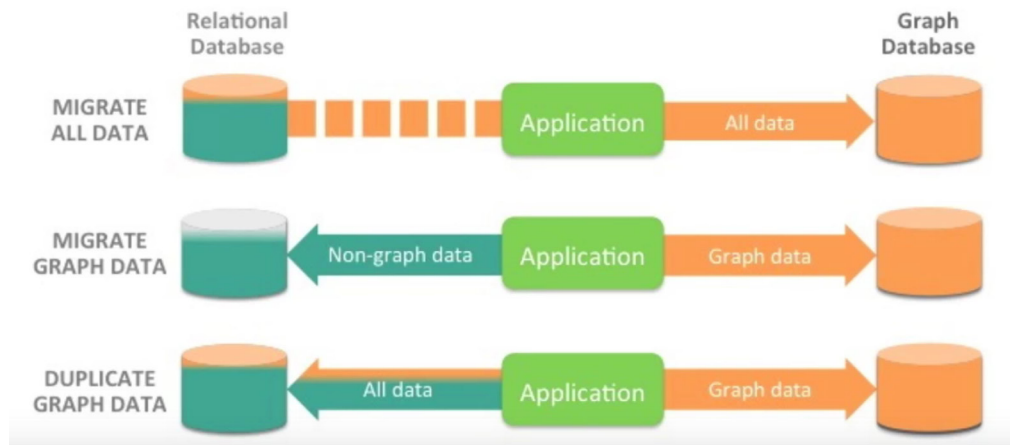 Relational
Database
Graph
Database
MIGRATE
ALL DATA
Application
All data
MIGRATE
GRAPH DATA
Non-graph data
Application
Graph data
DUPLICATE
GRAPH DATA
All data
Application
Graph data